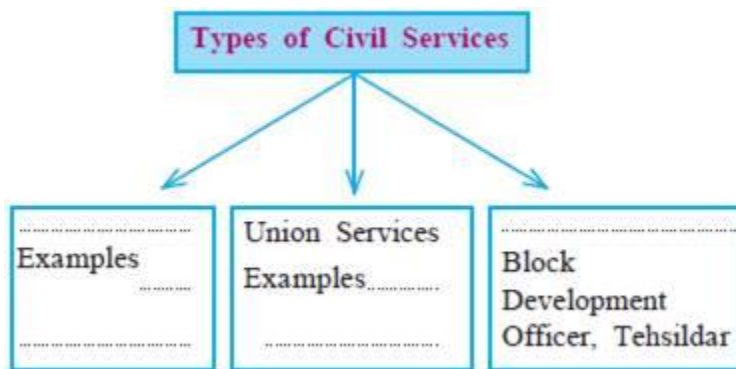 Types of Civil Services
....................................
Examples
...........
....................................
Union Services
Examples...............
....................................
..................................................
Block
Development
Officer, Tehsildar